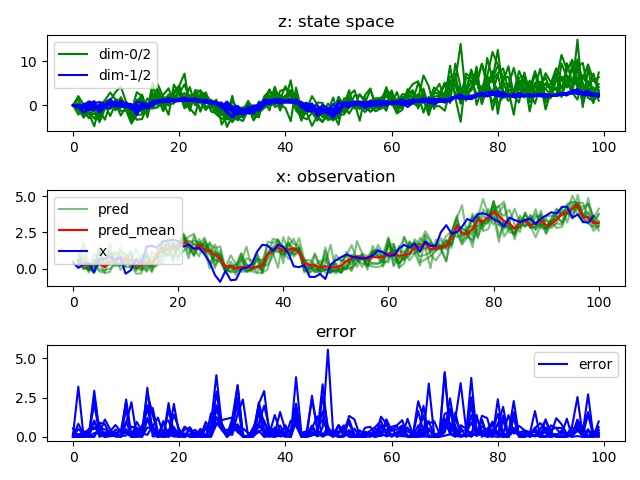 z: state space
10
0
dim-0/2
dim-1/2
0 20 40 60 80 100
x: observation
5.0
2.5
0.0
pred
pred_mean
x
0 20 40 60 80 100
error
5.0
2.5
0.0
error
0 20 40 60 80 100